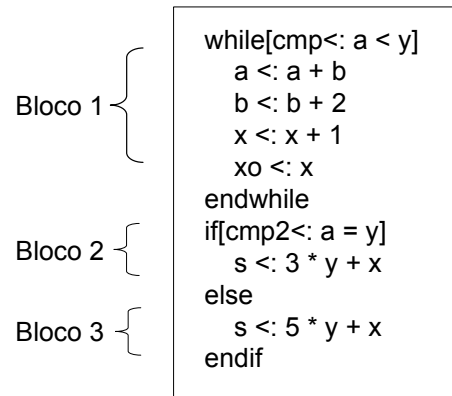 while[cmp<: a < y]
a <: a + b
Bloco 1
b <: b + 2
x <: x + 1
xo <: x
endwhile
Bloco 2
if[cmp2<: a = y]
s <: 3 * y + x
else
Bloco 3
s <: 5 * y + x
endif